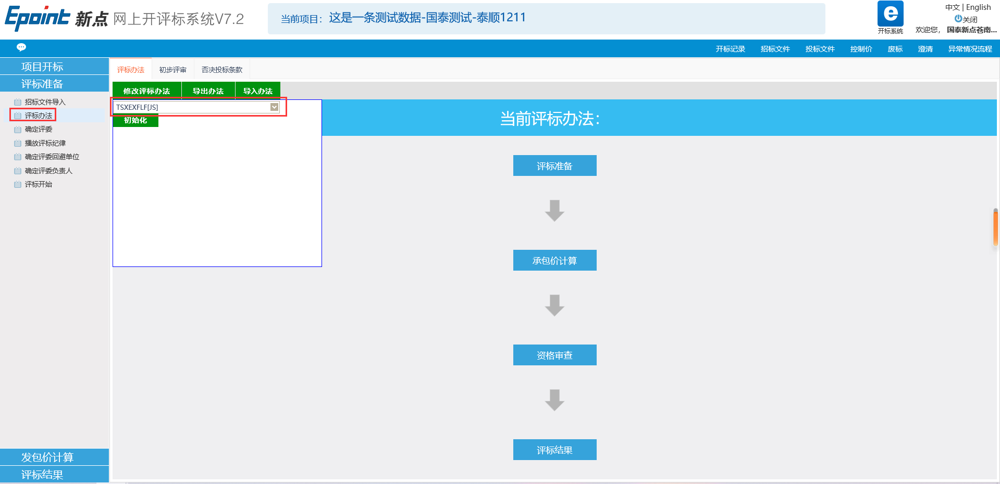 Epoint 新点 网上开评标系统V7.2
当前项目：这是一条测试数据-国泰测试-泰顺1211
e
开标系统
中文 | English
关闭
欢迎您， 国泰新点苍南...
开标记录 招标文件 投标文件 控制价 废标 澄清 异常情况流程
项目开标
评标准备
招标文件导入
评标办法
确定评委
播放评标纪律
确定评委回避单位
确定评委负责人
评标开始
发包价计算
评标结果
评标办法 初步评审 否决投标条款
修改评标办法 导出办法 导入办法
TSXEXFLF[JS]
初始化
当前评标办法：
评标准备
承包价计算
资格审查
评标结果